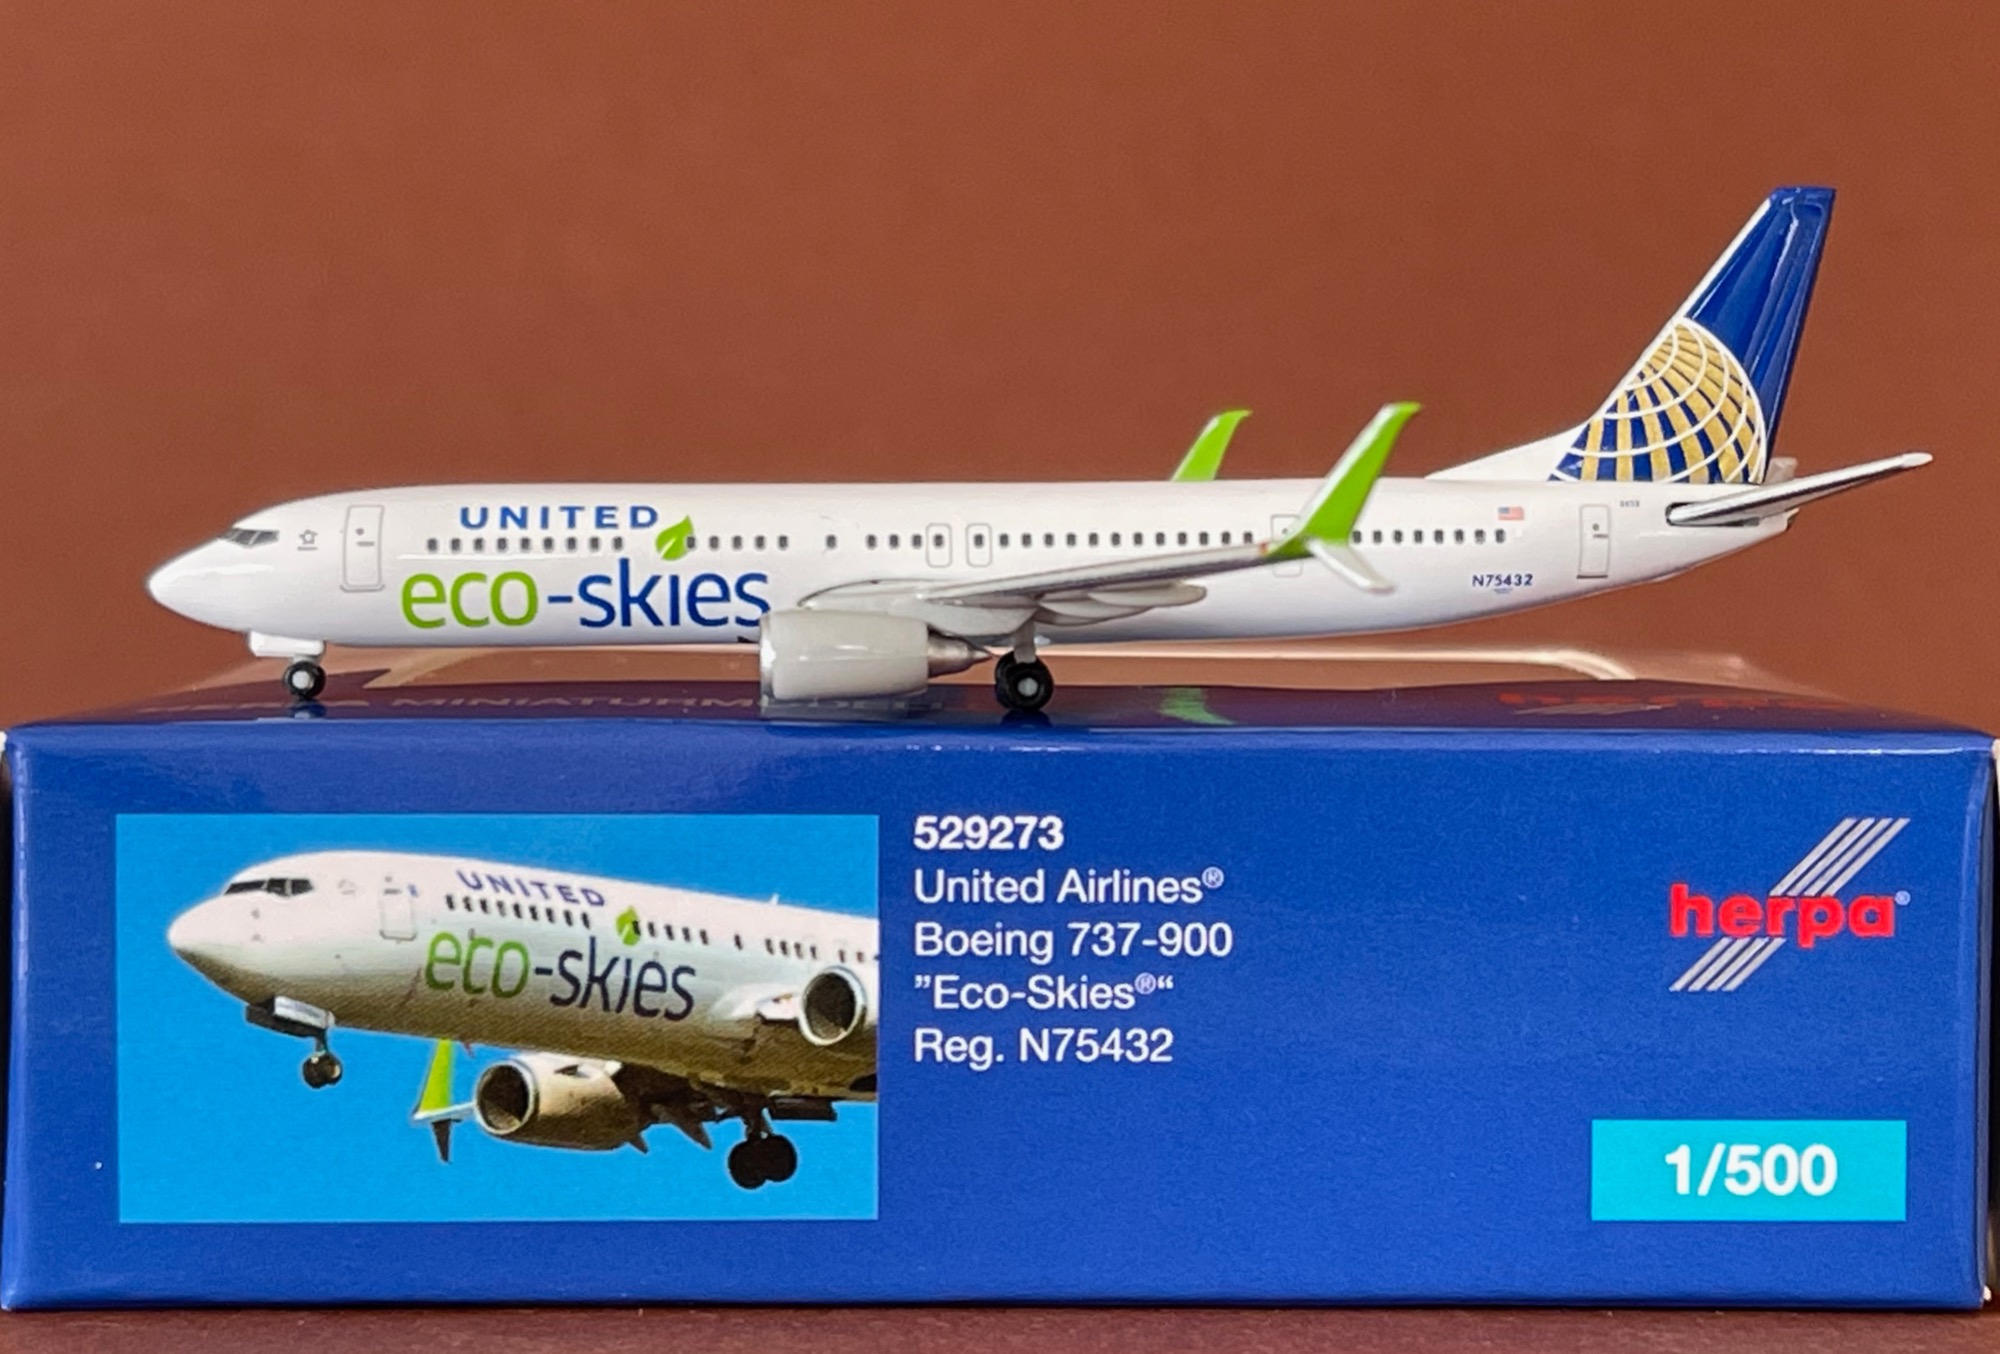 UNITED
eco-skies
N75432
MINIATURMODELLE
529273
United Airlines®
Boeing 737-900
”Eco-Skies®“
Reg. N75432
herpa®
1/500
UNITED
eco-skies